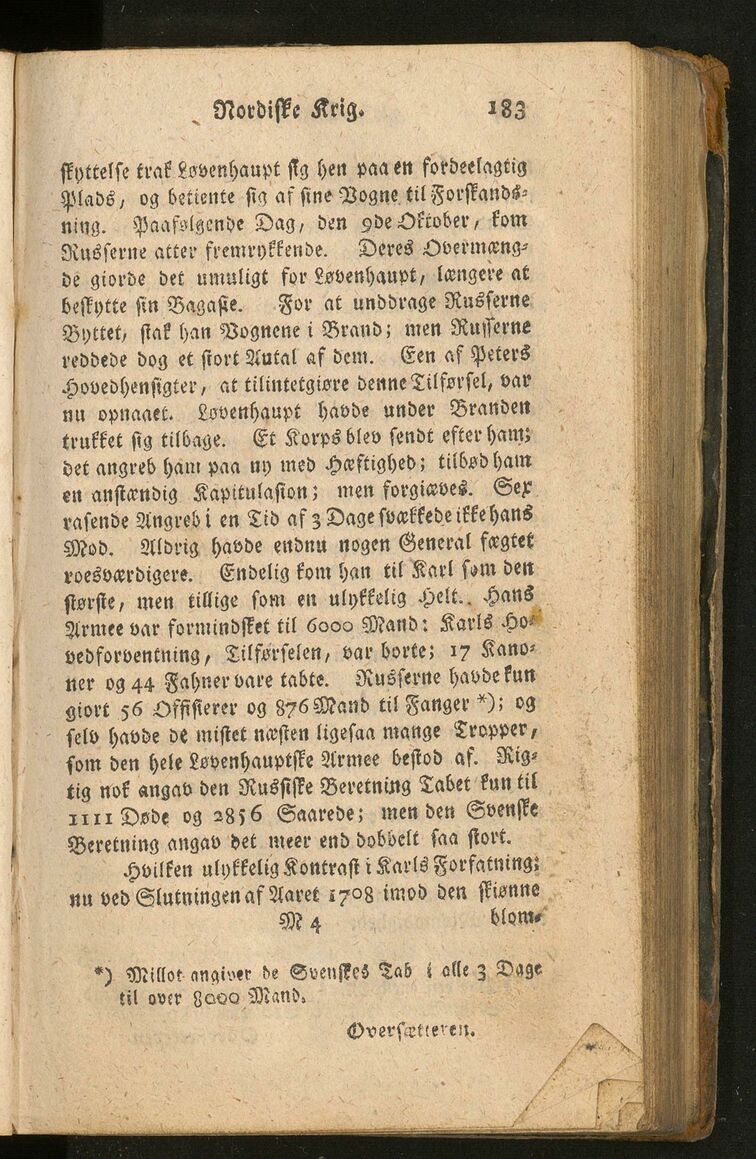 Nordiske Krig. 183
skyttelse trak Løvenhaupt sig hen paa en fordeelagtig
Plads, og betiente sig af sine Vogne til Forskands-
ning. Paafølgende Dag, den 9de Oktober, kom
Russerne atter fremrykkende. Deres Overmæng-
de giorde det umuligt for Løvenhaupt, længere at
beskytte sin Bagasie. For at unddrage Russerne
Byttet, stak han Vognene i Brand; men Russerne
reddede dog et stort Autal af dem. Een af Peters
Hovedhensigter, at tilintetgiøre denne Tilførsel, var
nu opnaaet. Løvenhaupt havde under Branden
trukket sig tilbage. Et Korps blev sendt efter ham;
det angreb ham paa ny med Hæftighed; tilbød ham
en anstændig Kapitulasion; men forgiæves. Sex
rasende Angreb i en Tid af 3 Dage svækkede ikke hans
Mod. Aldrig havde endnu nogen General fægtet
roesværdigere. Endelig kom han til Karl som den
største, men tillige som en ulykkelig Helt. Hans
Armee var formindsket til 6000 Mand: Karls Ho-
vedforventning, Tilførselen, var borte; 17 Kano-
ner og 44 Fahner vare tabte. Russerne havde kun
giort 56 Offisierer og 876 Mand til Fanger *); og
selv havde de mistet næsten ligesaa mange Tropper,
som den hele Løvenhauptske Armee bestod af. Rig-
tig nok angav den Russiske Beretning Tabet kun til
1111 Døde og 2856 Saarede; men den Svenske
Beretning angav det meer end dobbelt saa stort.
Hvilken ulykkelig Kontrast i Karls Forfatning;
nu ved Slutningen af Aaret 1708 imod den skiønne
M 4 blom-
*) Millot angiver de Svenskes Tab i alle 3 Dage
til over 8000 Mand.
Oversætteren.